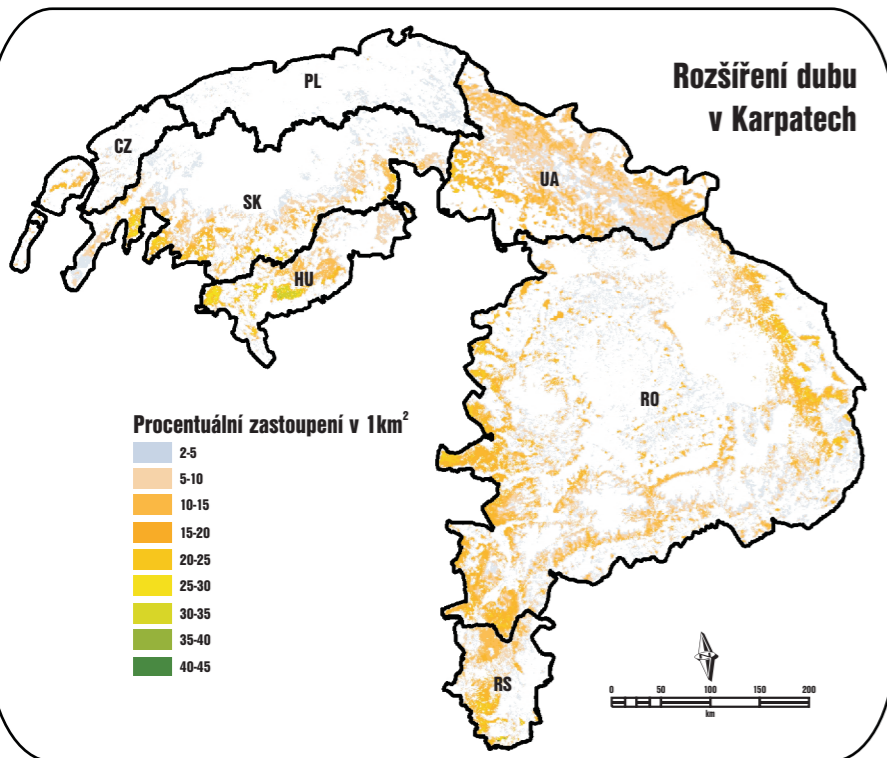 Rozšíření dubu
v Karpatech
PL
CZ
SK
UA
HU
RO
RS
Procentuální zastoupení v 1km²
2-5
5-10
10-15
15-20
20-25
25-30
30-35
35-40
40-45
0 50 100 150 200
km